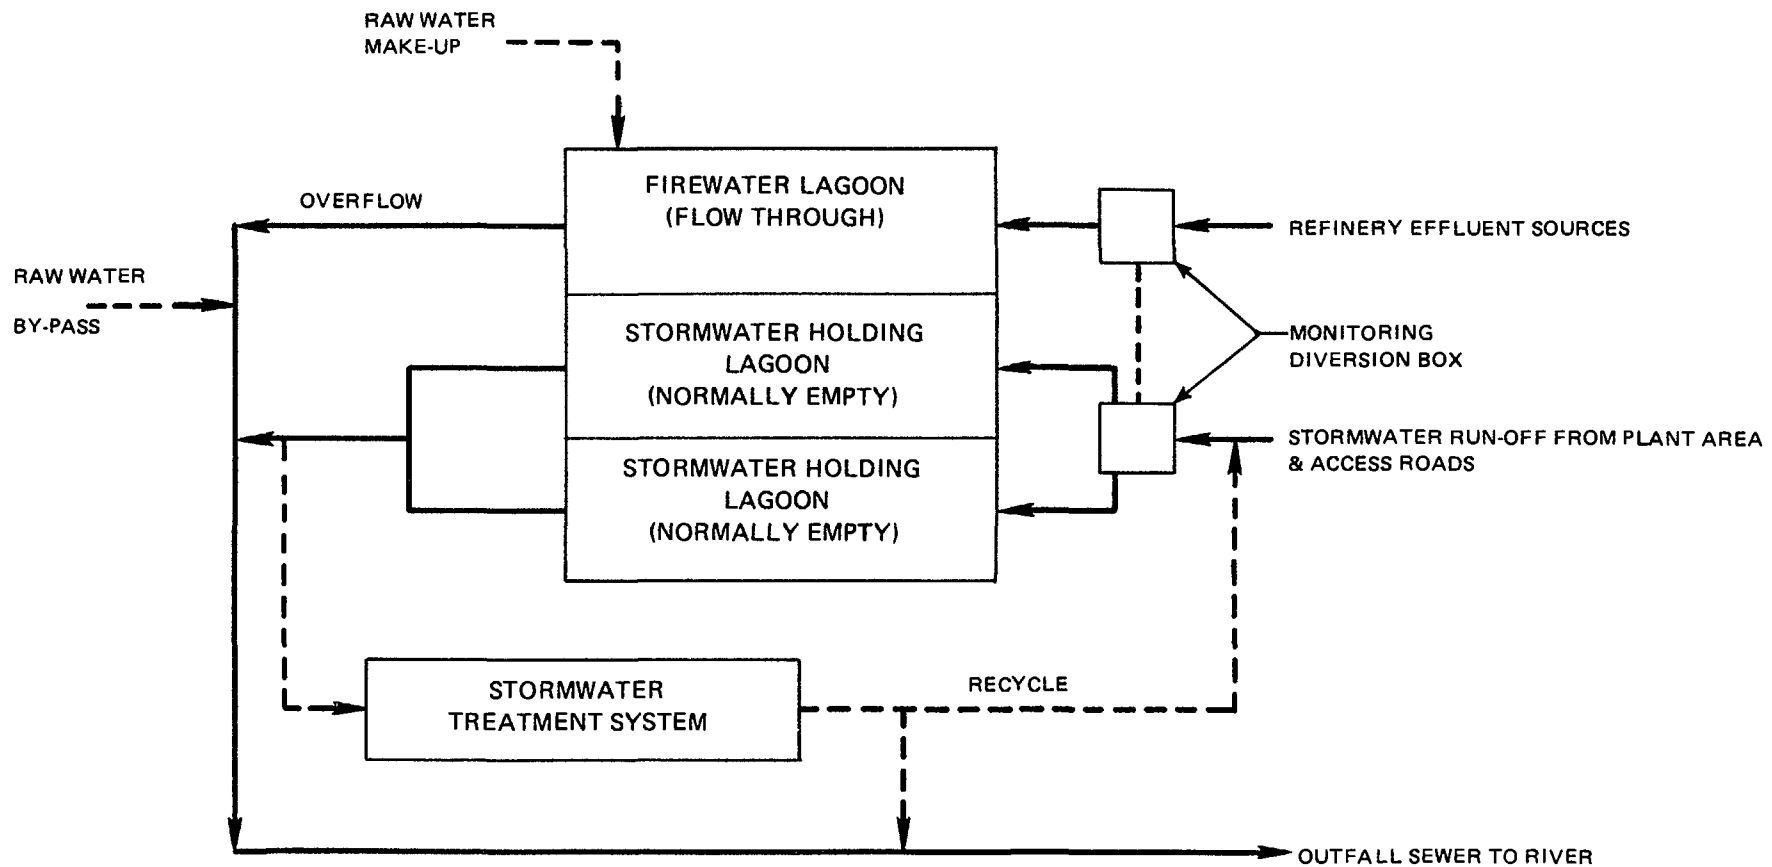 RAW WATER
MAKE-UP
FIREWATER LAGOON
(FLOW THROUGH)
OVERFLOW
REFINERY EFFLUENT SOURCES
RAW WATER
BY-PASS
STORMWATER HOLDING
LAGOON
(NORMALLY EMPTY)
MONITORING
DIVERSION BOX
STORMWATER HOLDING
LAGOON
(NORMALLY EMPTY)
STORMWATER RUN-OFF FROM PLANT AREA
& ACCESS ROADS
STORMWATER
TREATMENT SYSTEM
RECYCLE
OUTFALL SEWER TO RIVER